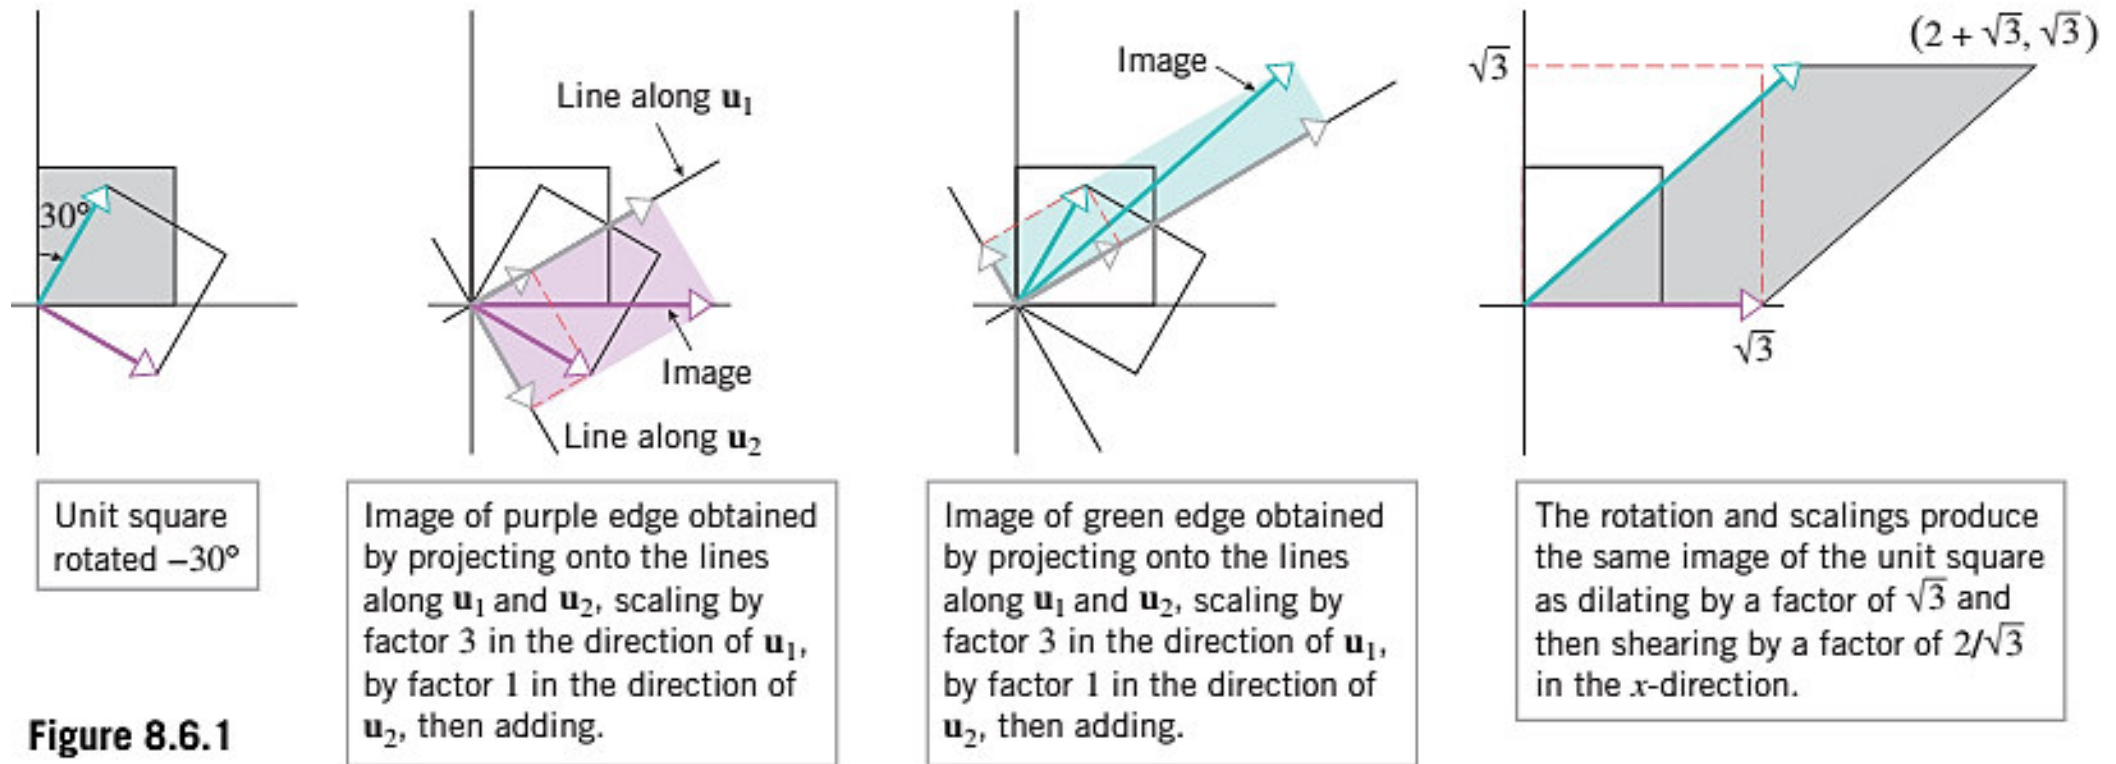 30°
Unit square
rotated −30°
Line along u₁
Image
Line along u₂
Image of purple edge obtained
by projecting onto the lines
along u₁ and u₂, scaling by
factor 3 in the direction of u₁,
by factor 1 in the direction of
u₂, then adding.
Image
Image of green edge obtained
by projecting onto the lines
along u₁ and u₂, scaling by
factor 3 in the direction of u₁,
by factor 1 in the direction of
u₂, then adding.
(2 + √3, √3)
√3
√3
The rotation and scalings produce
the same image of the unit square
as dilating by a factor of √3 and
then shearing by a factor of 2/√3
in the x-direction.
Figure 8.6.1